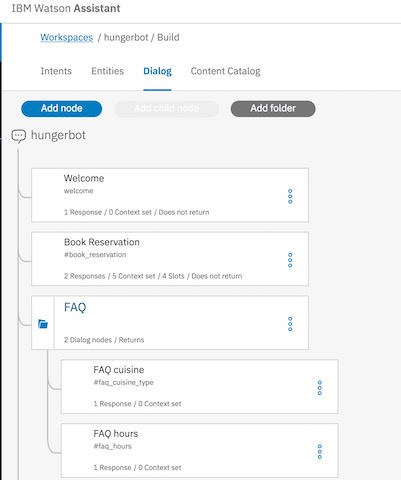 IBM Watson Assistant
Workspaces / hungerbot / Build
Intents Entities Dialog Content Catalog
Add node Add child node Add folder
hungerbot
Welcome
welcome
1 Response / 0 Context set / Does not return
Book Reservation
#book_reservation
2 Responses / 5 Context set / 4 Slots / Does not return
FAQ
2 Dialog nodes / Returns
FAQ cuisine
#faq_cuisine_type
1 Response / 0 Context set
FAQ hours
#faq_hours
1 Response / 0 Context set